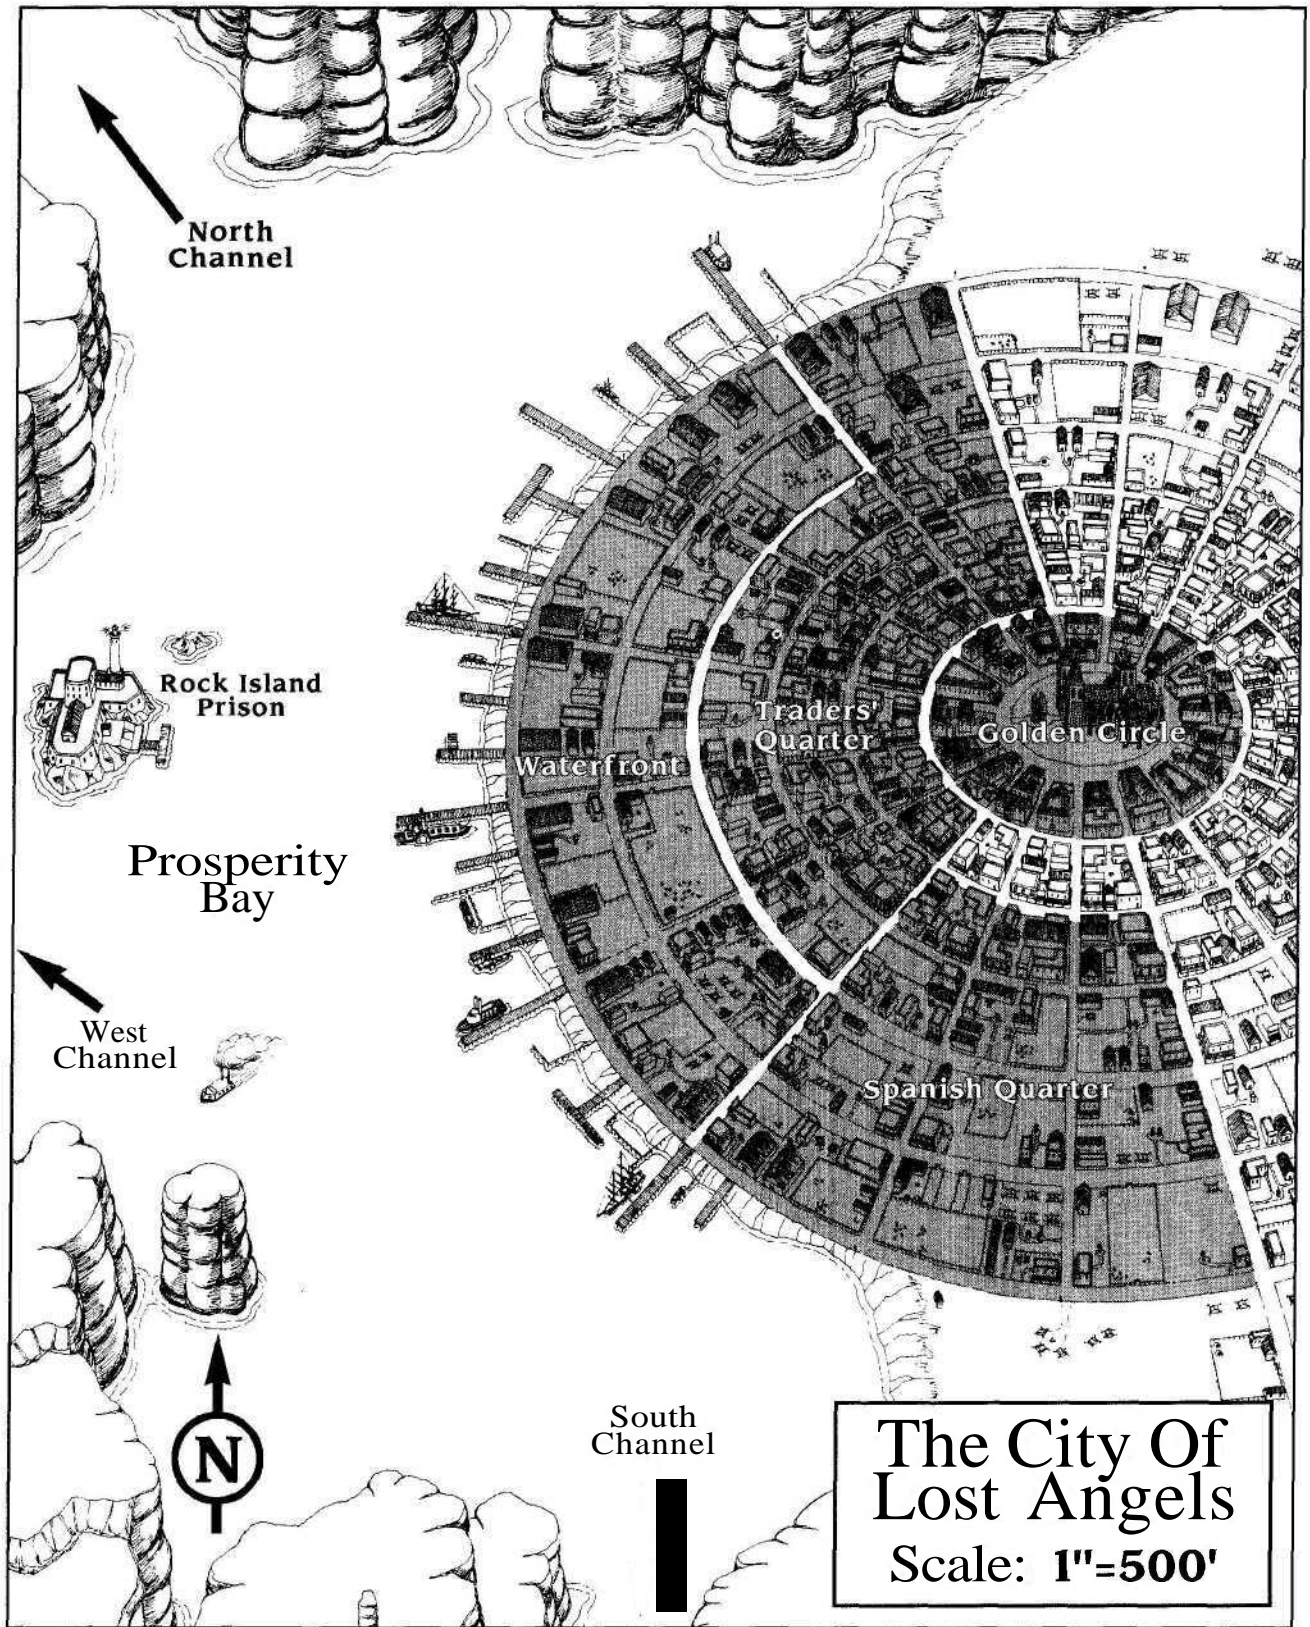 North
Channel
Rock Island
Prison
Traders'
Quarter
Golden Circle
Waterfront
Prosperity
Bay
West
Channel
Spanish Quarter
N
South
Channel
The City Of
Lost Angels
Scale: 1"=500'